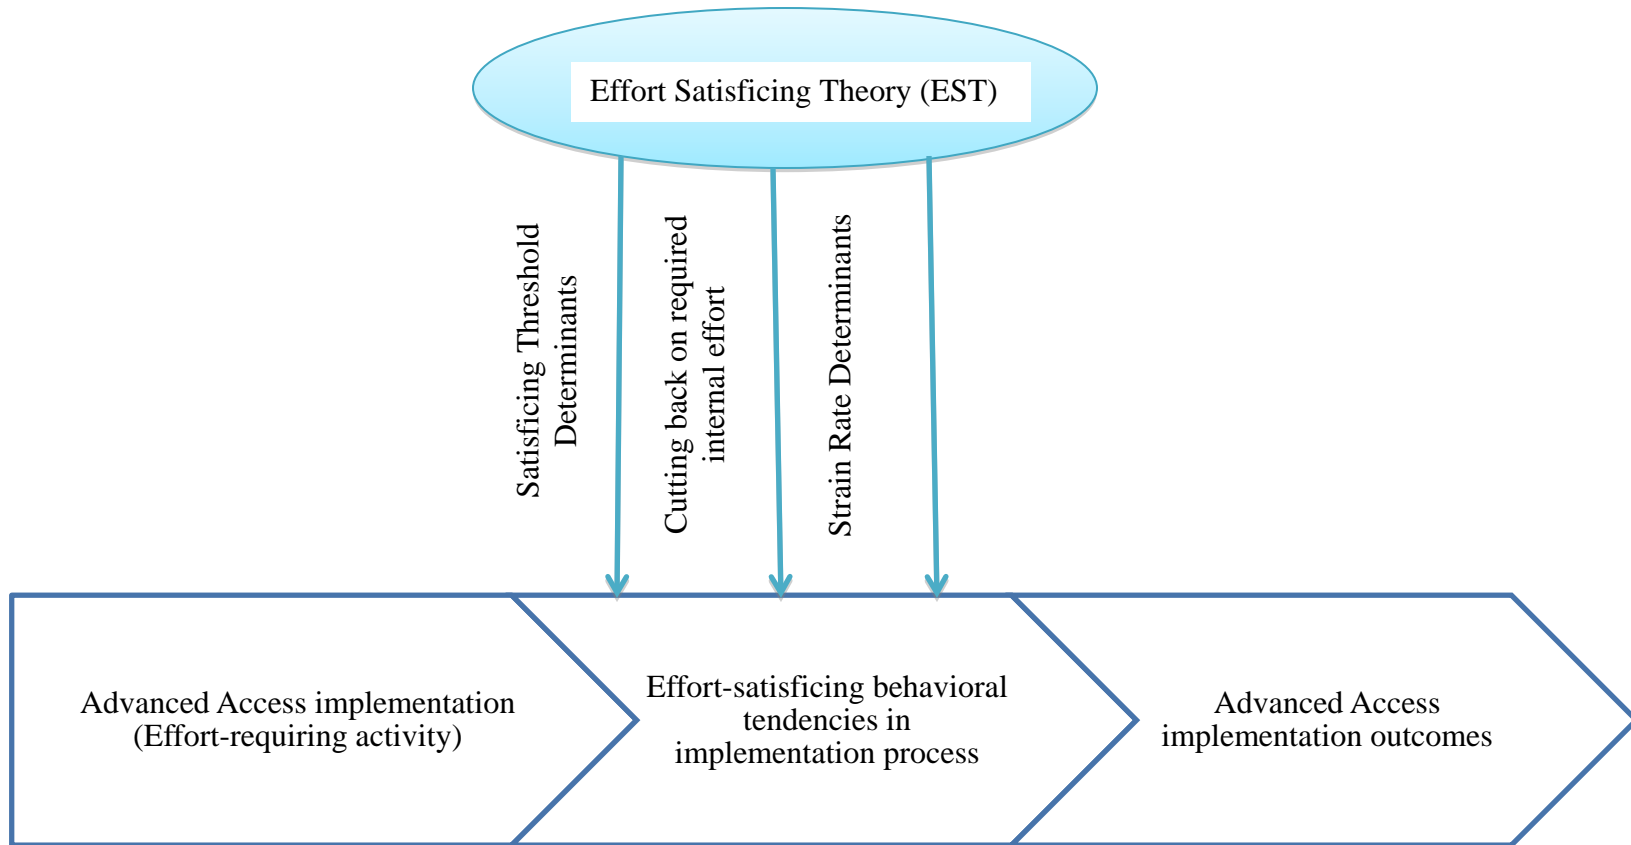 Effort Satisficing Theory (EST)
Satisficing Threshold
Determinants
Cutting back on required
internal effort
Strain Rate Determinants
Advanced Access implementation
(Effort-requiring activity)
Effort-satisficing behavioral
tendencies in
implementation process
Advanced Access
implementation outcomes